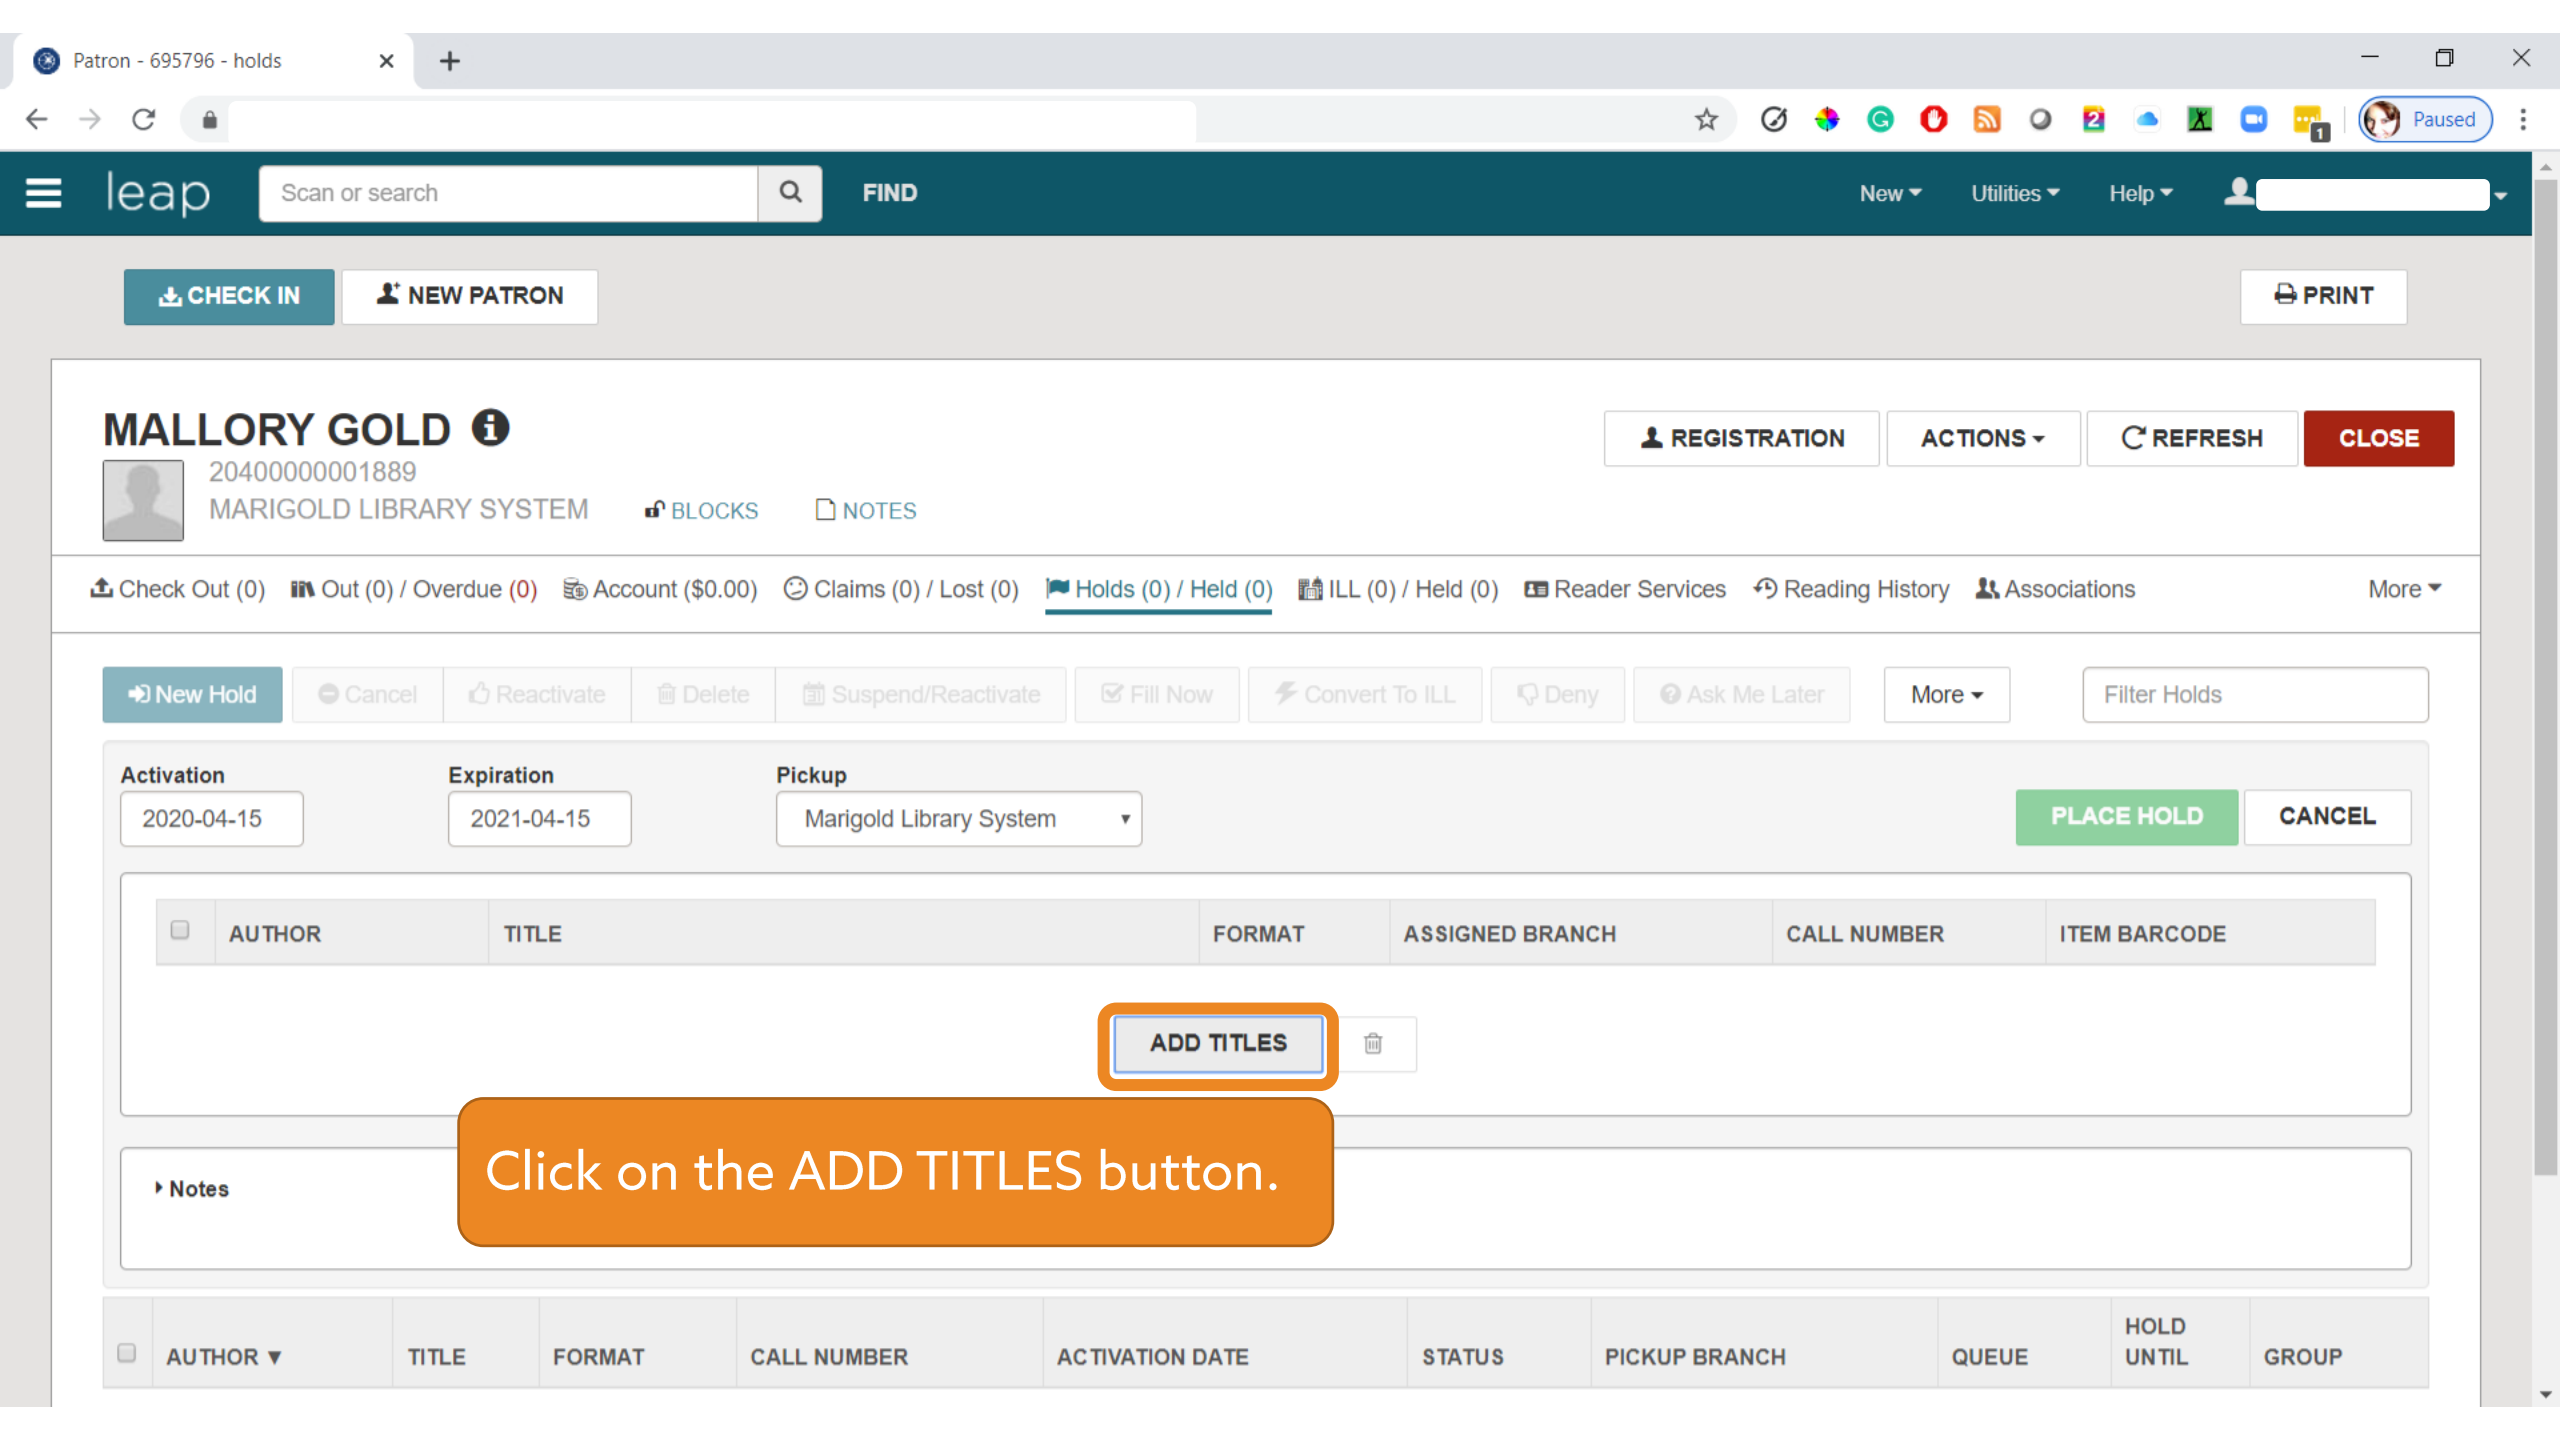 Patron - 695796 - holds
Paused
leap Scan or search FIND New Utilities Help
CHECK IN NEW PATRON PRINT
MALLORY GOLD
REGISTRATION ACTIONS REFRESH CLOSE
20400000001889
MARIGOLD LIBRARY SYSTEM BLOCKS NOTES
Check Out (0) Out (0) / Overdue (0) Account ($0.00) Claims (0) / Lost (0) Holds (0) / Held (0) ILL (0) / Held (0) Reader Services Reading History Associations More
New Hold Cancel Reactivate Delete Suspend/Reactivate Fill Now Convert To ILL Deny Ask Me Later More Filter Holds
Activation Expiration Pickup
2020-04-15 2021-04-15 Marigold Library System PLACE HOLD CANCEL
AUTHOR TITLE FORMAT ASSIGNED BRANCH CALL NUMBER ITEM BARCODE
ADD TITLES
Click on the ADD TITLES button.
Notes
AUTHOR TITLE FORMAT CALL NUMBER ACTIVATION DATE STATUS PICKUP BRANCH QUEUE HOLD UNTIL GROUP